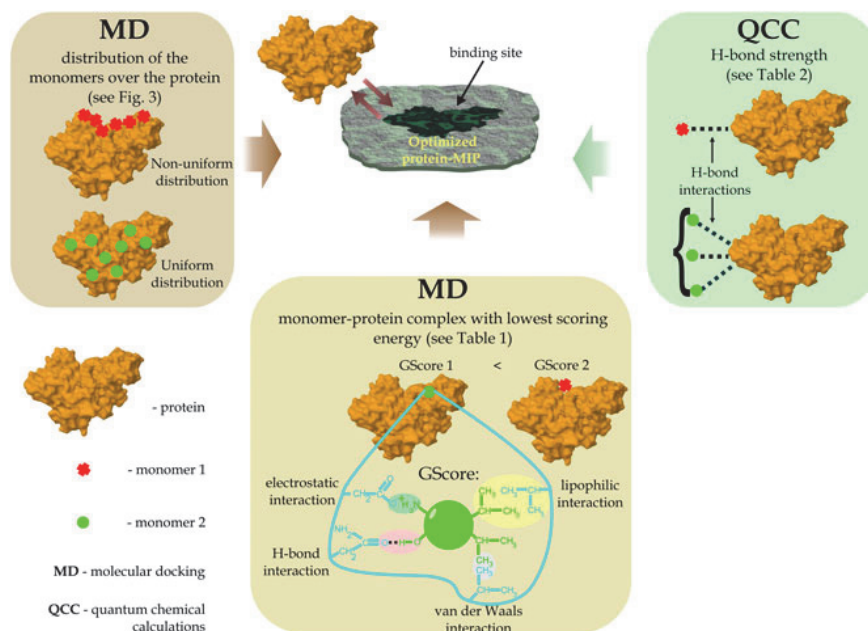 MD
distribution of the
monomers over the protein
(see Fig. 3)
Non-uniform
distribution
Uniform
distribution
binding site
Optimized
protein-MIP
QCC
H-bond strength
(see Table 2)
H-bond
interactions
MD
monomer-protein complex with lowest scoring
energy (see Table 1)
GScore 1 < GScore 2
GScore:
electrostatic
interaction
H-bond
interaction
lipophilic
interaction
van der Waals
interaction
- protein
- monomer 1
- monomer 2
MD - molecular docking
QCC - quantum chemical
calculations